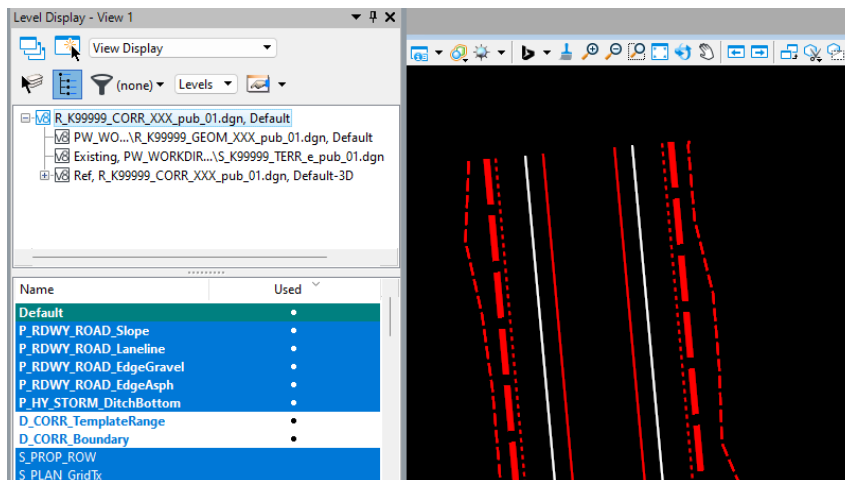 Level Display - View 1
View Display
(none)
Levels
R_K99999_CORR_XXX_pub_01.dgn, Default
PW_WO...\R_K99999_GEOM_XXX_pub_01.dgn, Default
Existing, PW_WORKDIR...\S_K99999_TERR_e_pub_01.dgn
Ref, R_K99999_CORR_XXX_pub_01.dgn, Default-3D
Name Used
Default
P_RDWY_ROAD_Slope
P_RDWY_ROAD_Laneline
P_RDWY_ROAD_EdgeGravel
P_RDWY_ROAD_EdgeAsph
P_HY_STORM_DitchBottom
D_CORR_TemplateRange
D_CORR_Boundary
S_PROP_ROW
S_PLAN_GridTx